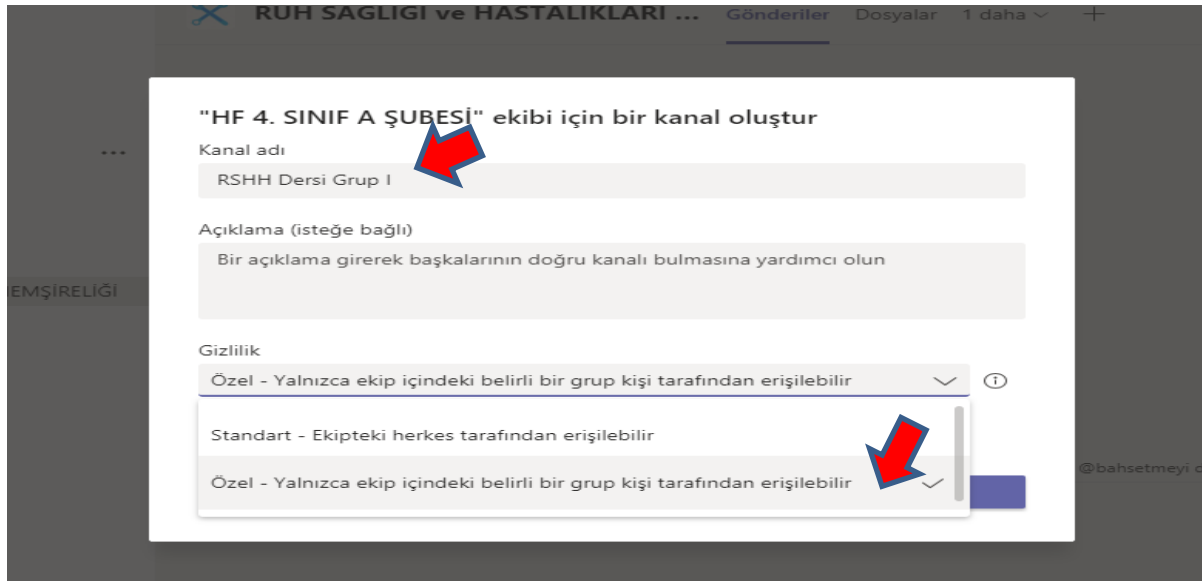 RUH SAĞLIĞI ve HASTALIKLARI ... Gönderiler Dosyalar 1 daha
"HF 4. SINIF A ŞUBESİ" ekibi için bir kanal oluştur
Kanal adı
RSHH Dersi Grup I
Açıklama (isteğe bağlı)
Bir açıklama girerek başkalarının doğru kanalı bulmasına yardımcı olun
EMŞİRELİĞİ
Gizlilik
Özel - Yalnızca ekip içindeki belirli bir grup kişi tarafından erişilebilir
Standart - Ekipteki herkes tarafından erişilebilir
@bahsetmeyi
Özel - Yalnızca ekip içindeki belirli bir grup kişi tarafından erişilebilir